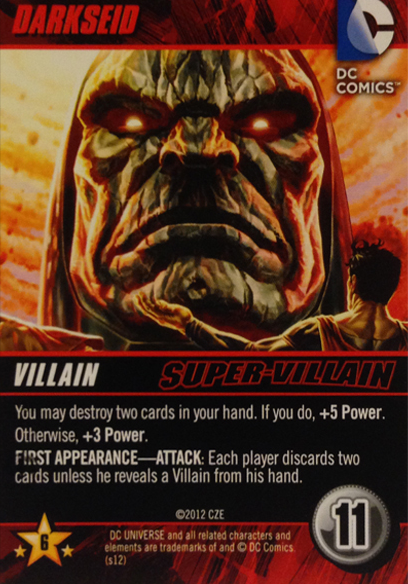 DARKSEID
DC
DC
COMICS™
VILLAIN
SUPER-VILLAIN
You may destroy two cards in your hand. If you do, +5 Power.
Otherwise, +3 Power.
FIRST APPEARANCE—ATTACK: Each player discards two
cards unless he reveals a Villain from his hand.
©2012 CZE
6
11
DC UNIVERSE and all related characters and
elements are trademarks of and © DC Comics.
(s12)